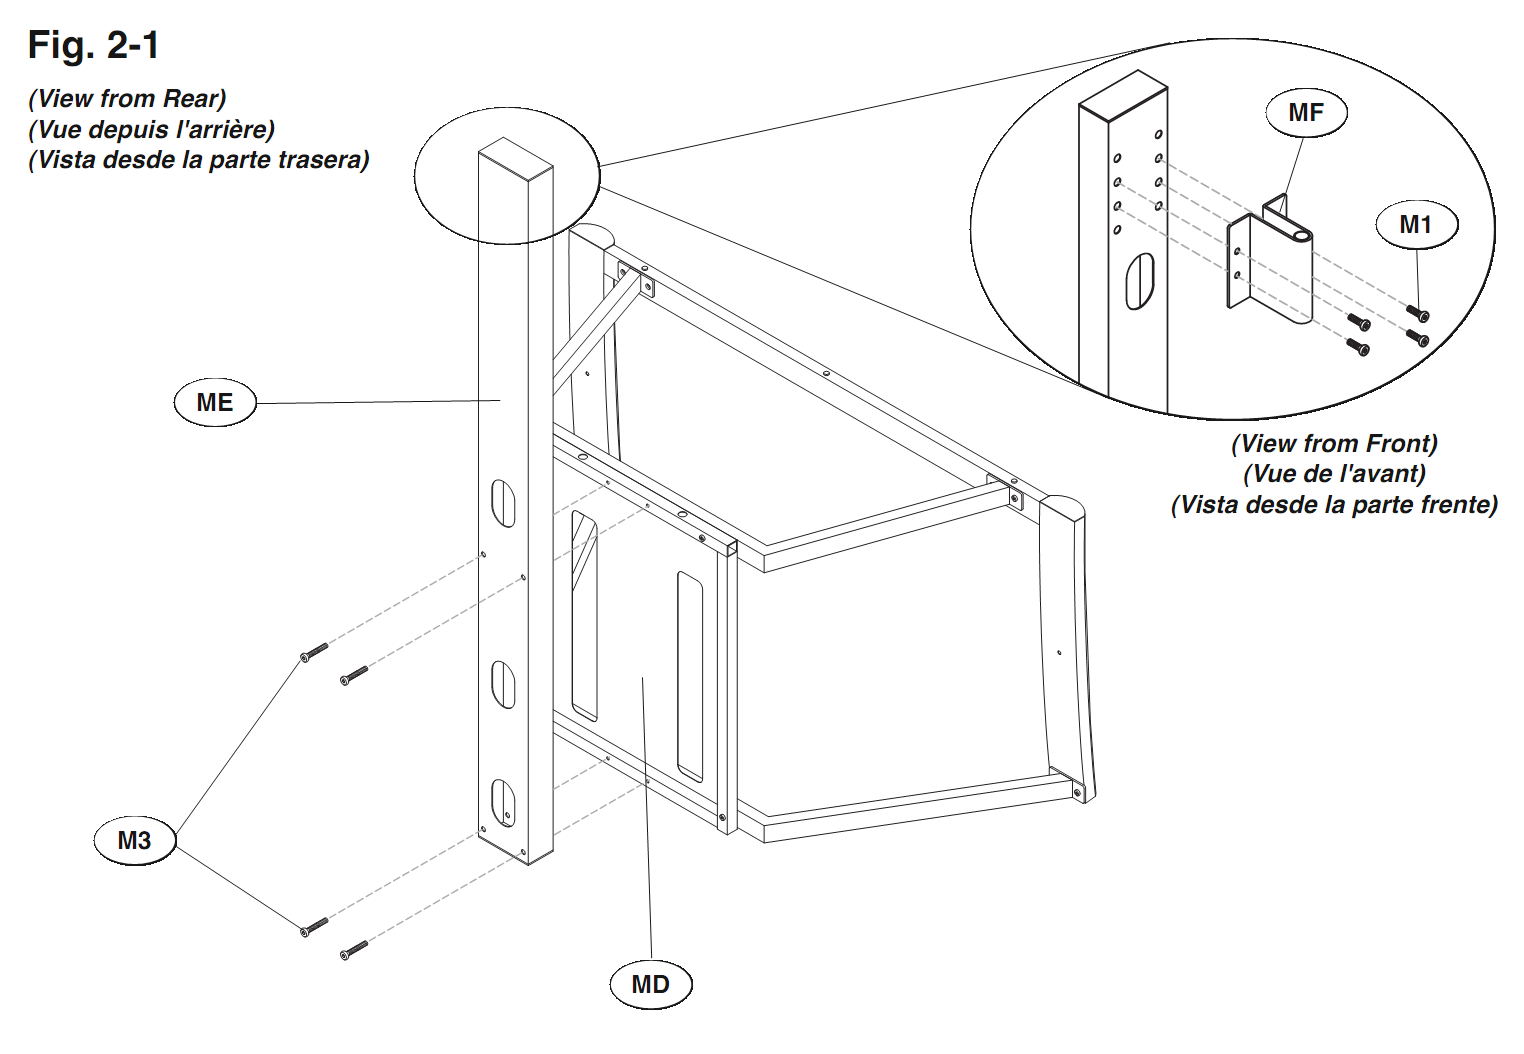 Fig. 2-1
(View from Rear)
(Vue depuis l'arrière)
(Vista desde la parte trasera)
MF
M1
ME
(View from Front)
(Vue de l'avant)
(Vista desde la parte frente)
M3
MD